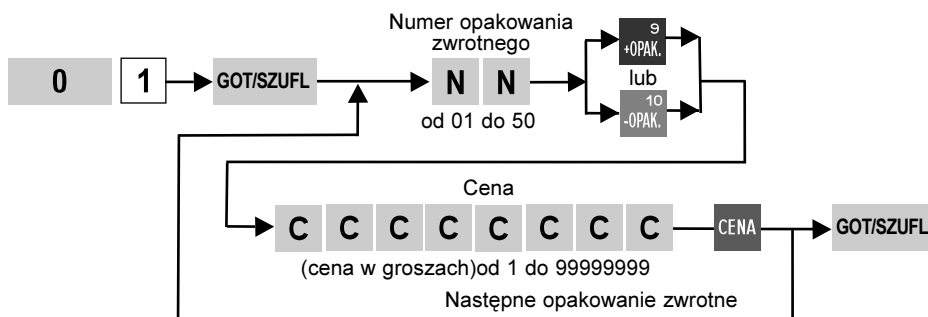 Numer opakowania
zwrotnego
0 1 GOT/SZUFL N N
9
+OPAK.
lub
10
-OPAK.
od 01 do 50
Cena
C C C C C C C C CENA GOT/SZUFL
(cena w groszach)od 1 do 99999999
Następne opakowanie zwrotne